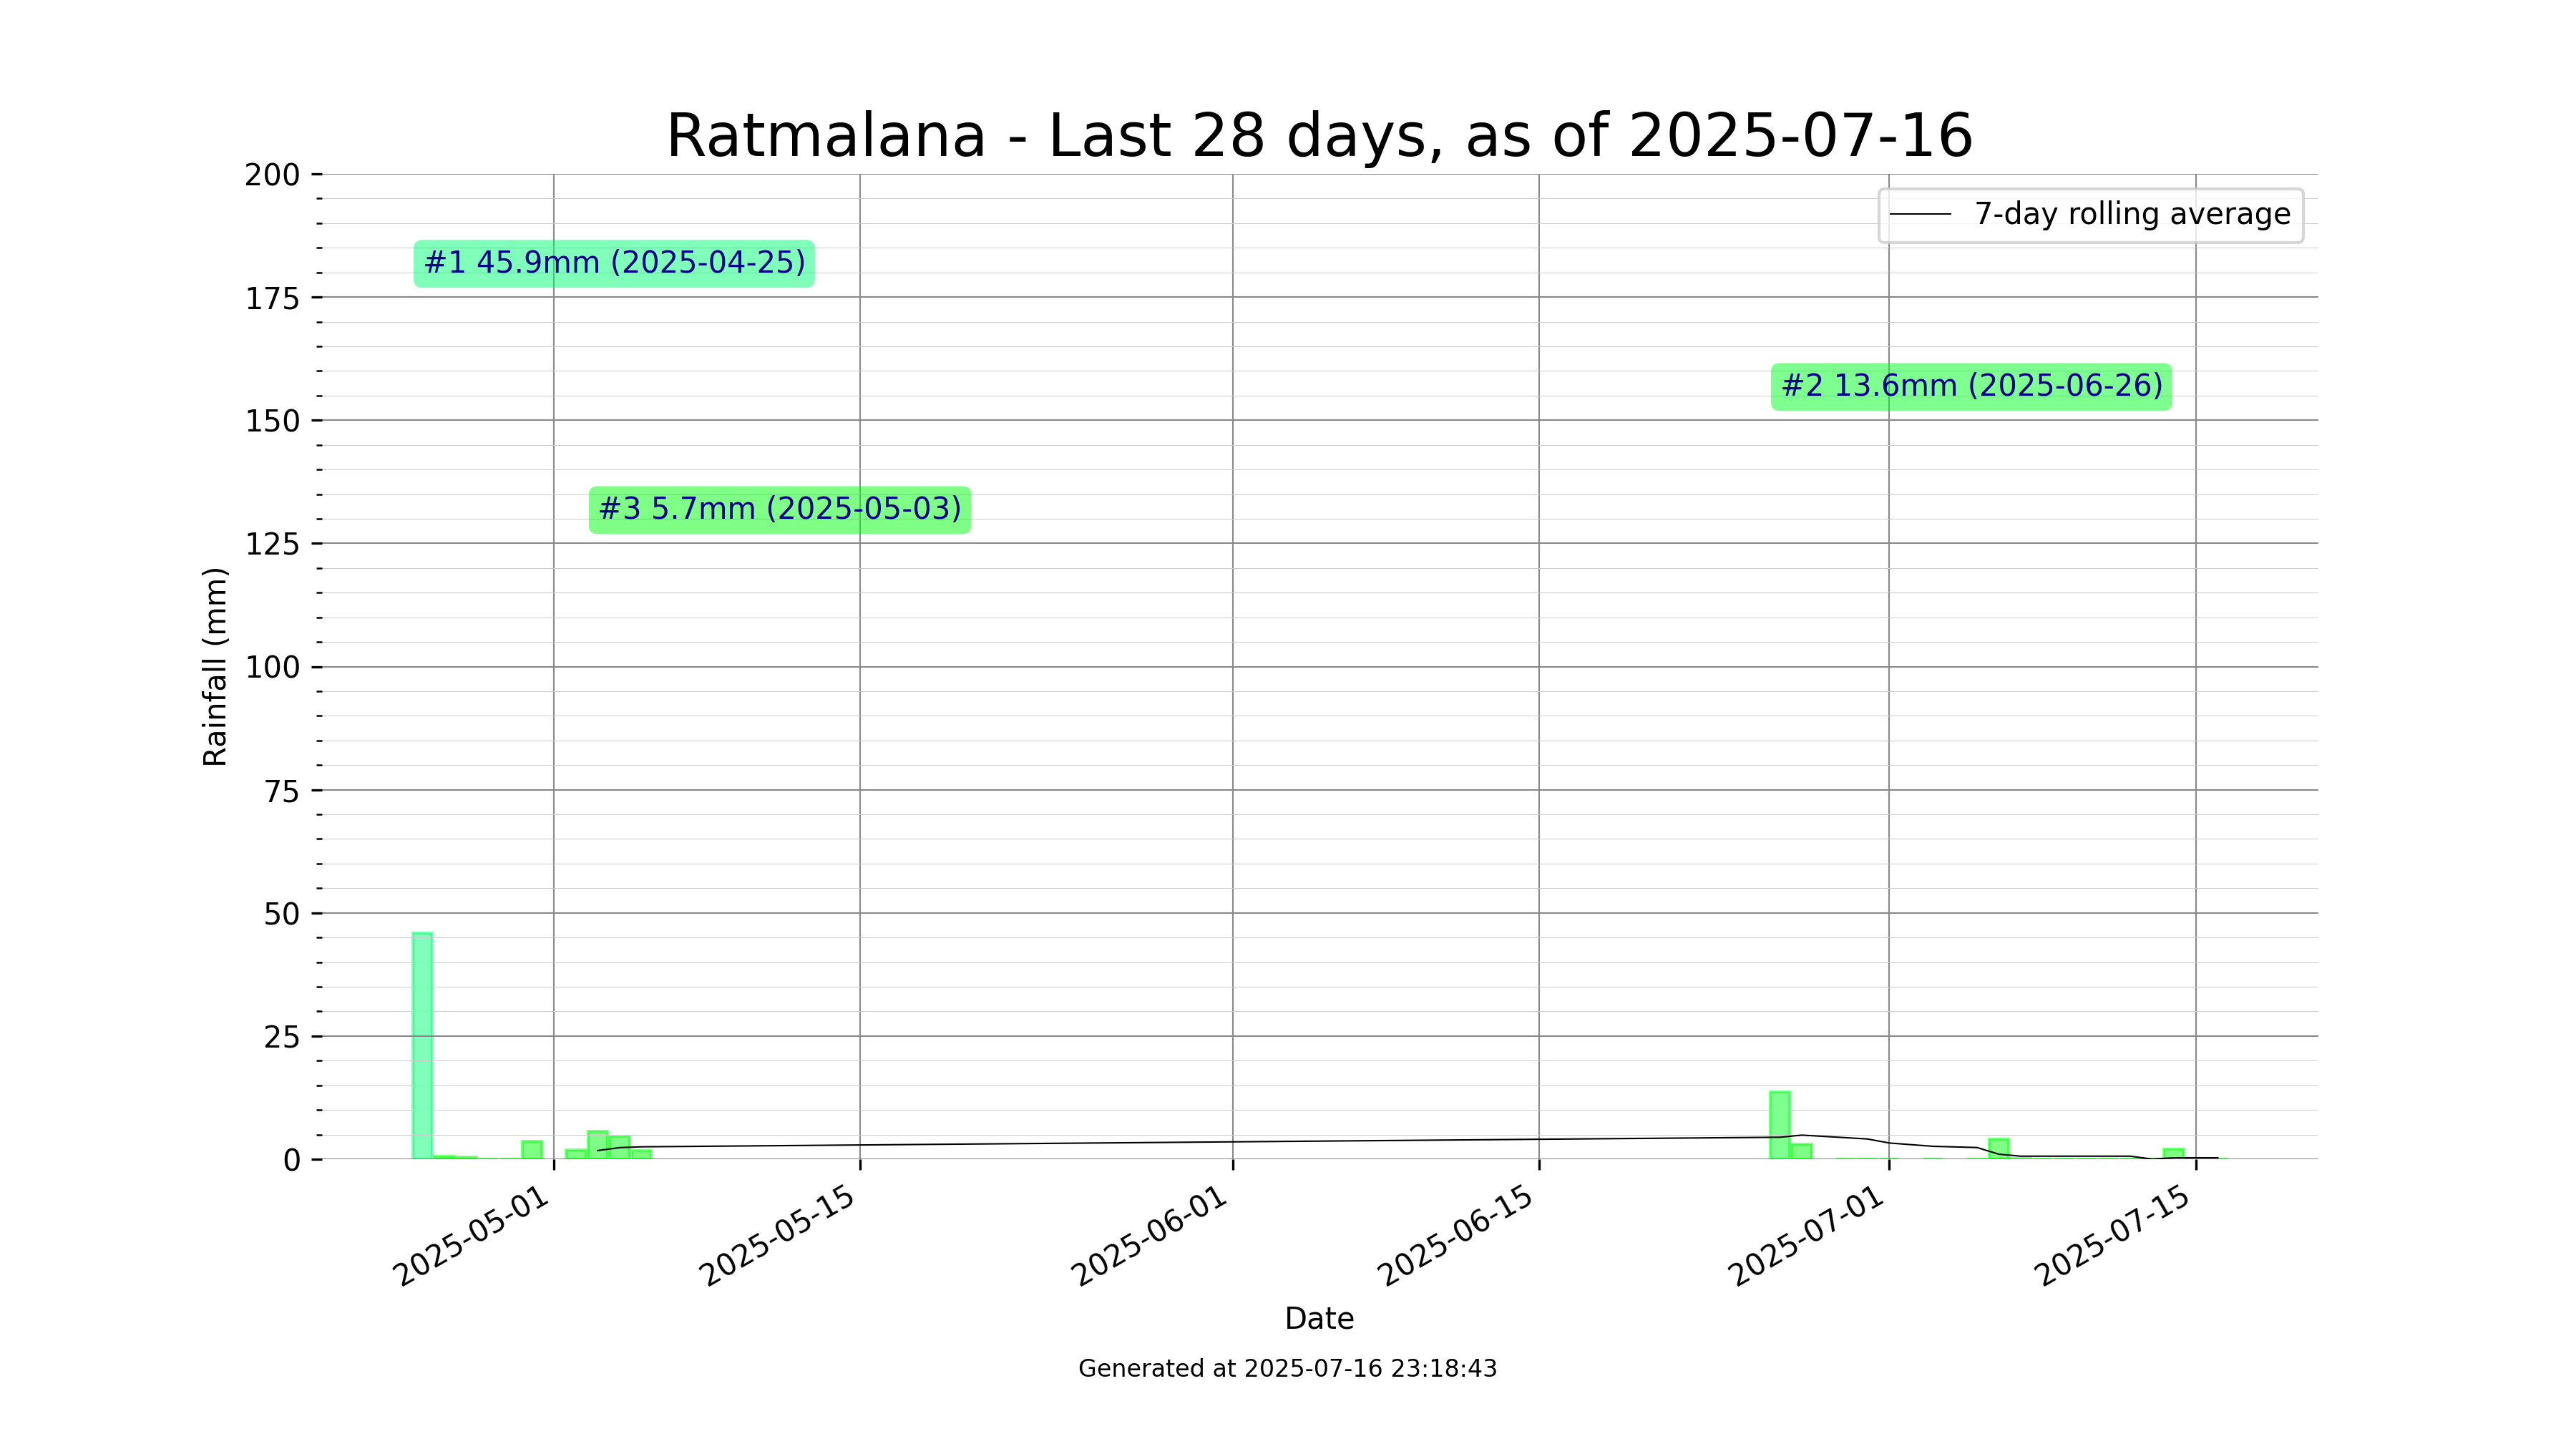 Ratmalana - Last 28 days, as of 2025-07-16
7-day rolling average
#1 45.9mm (2025-04-25)
#2 13.6mm (2025-06-26)
#3 5.7mm (2025-05-03)
Rainfall (mm)
200
175
150
125
100
75
50
25
0
2025-05-01
2025-05-15
2025-06-01
2025-06-15
2025-07-01
2025-07-15
Date
Generated at 2025-07-16 23:18:43